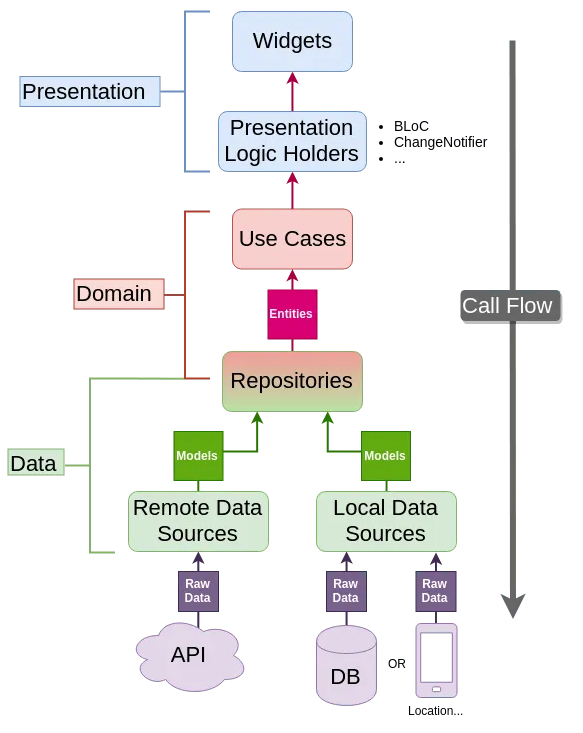 Widgets
Presentation
Presentation
Logic Holders
• BLoC
• ChangeNotifier
• ...
Use Cases
Domain
Entities
Call Flow
Repositories
Data
Models
Models
Remote Data
Sources
Local Data
Sources
Raw
Data
Raw
Data
Raw
Data
API
DB
OR
Location...